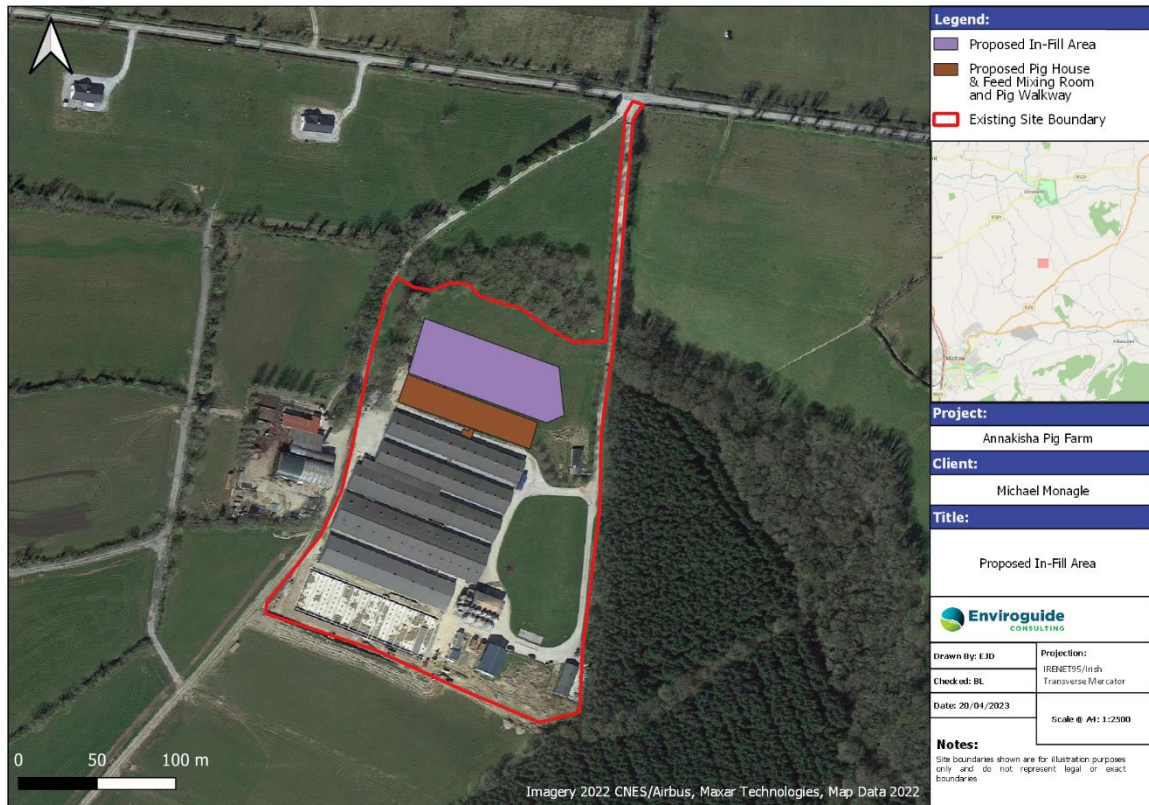 Legend:
Proposed In-Fill Area
Proposed Pig House
& Feed Mixing Room
and Pig Walkway
Existing Site Boundary
Mallow
Project:
Annakisha Pig Farm
Client:
Michael Monagle
Title:
Proposed In-Fill Area
Enviroguide
CONSULTING
Drawn By: EJD
Projection:
IRENET95/Irish
Transverse Mercator
Checked: BL
Date: 20/04/2023
Scale @ A4: 1:2500
Notes:
Site boundaries shown are for illustration purposes
only and do not represent legal or exact
boundaries
0 50 100 m
Imagery 2022 CNES/Airbus, Maxar Technologies, Map Data 2022